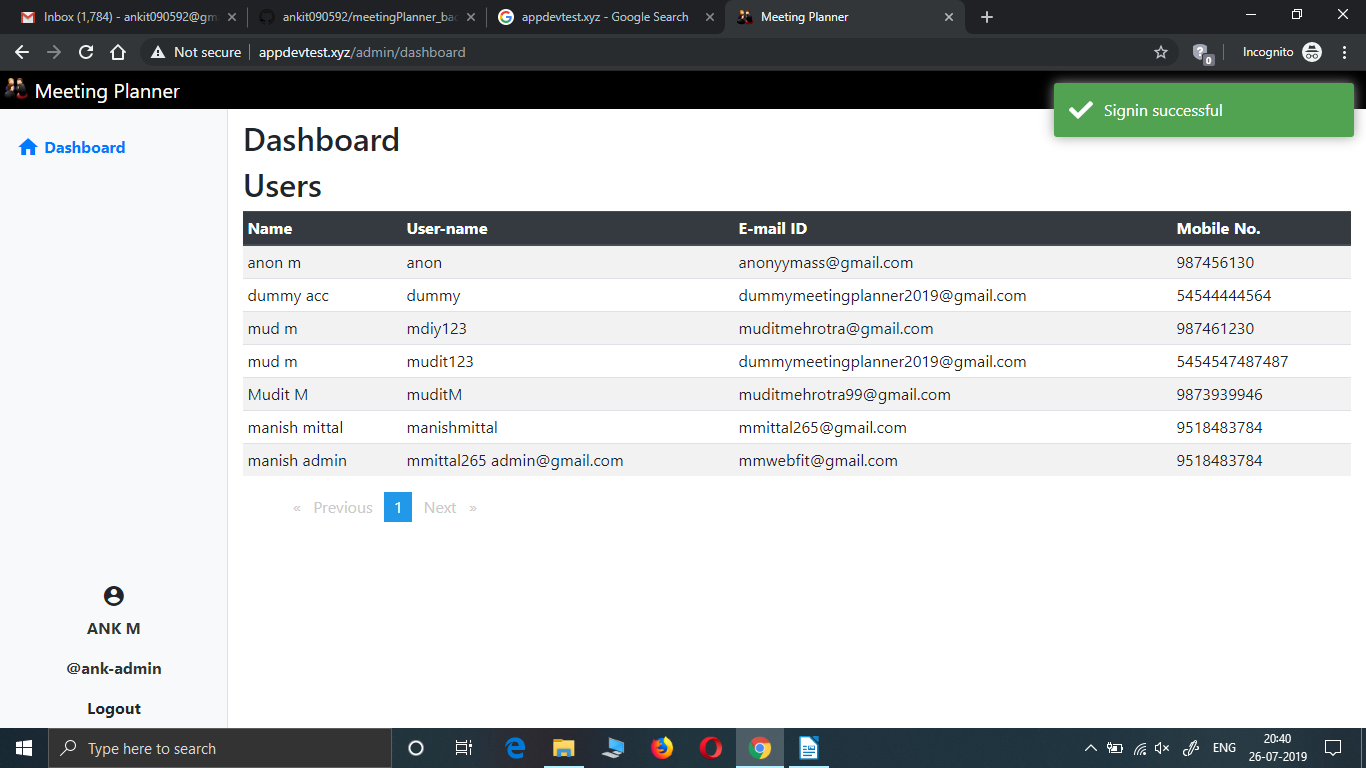 Inbox (1,784) - ankit090592@gm
ankit090592/meetingPlanner_bac
appdevtest.xyz - Google Search
Meeting Planner
Not secure
appdevtest.xyz/admin/dashboard
0
Incognito
Meeting Planner
Signin successful
Dashboard
Dashboard
Users
Name User-name E-mail ID Mobile No.
anon m anon anonyymass@gmail.com 987456130
dummy acc dummy dummymeetingplanner2019@gmail.com 54544444564
mud m mdiy123 muditmehrotra@gmail.com 987461230
mud m mudit123 dummymeetingplanner2019@gmail.com 5454547487487
Mudit M muditM muditmehrotra99@gmail.com 9873939946
manish mittal manishmittal mmittal265@gmail.com 9518483784
manish admin mmittal265 admin@gmail.com mmwebfit@gmail.com 9518483784
« Previous 1 Next »
ANK M
@ank-admin
Logout
Type here to search
ENG
20:40
26-07-2019